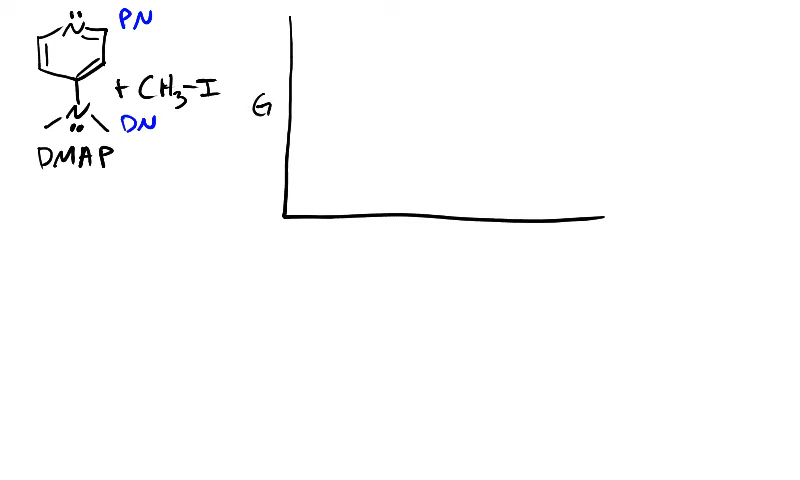 N̈ PN
+ CH3-I
N̈ DN
DMAP
G